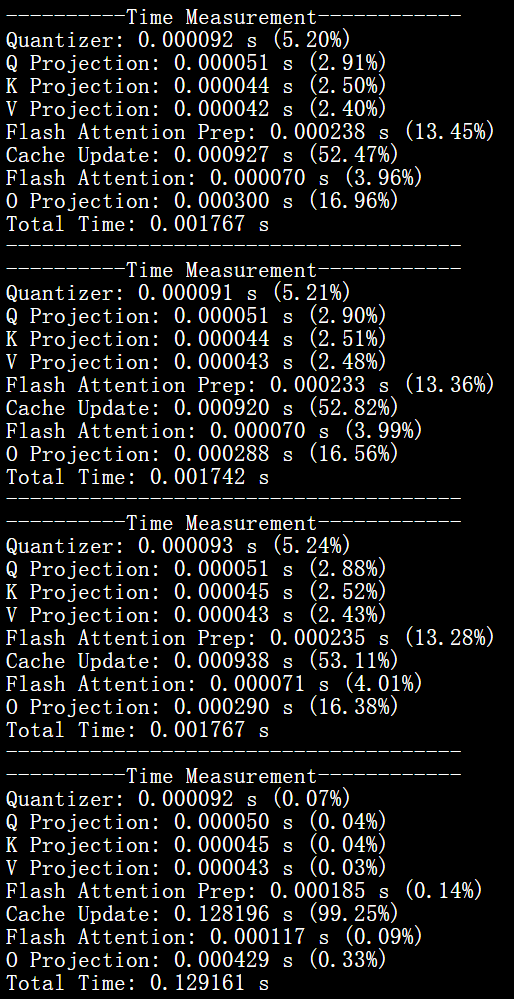 ----------Time Measurement------------
Quantizer: 0.000092 s (5.20%)
Q Projection: 0.000051 s (2.91%)
K Projection: 0.000044 s (2.50%)
V Projection: 0.000042 s (2.40%)
Flash Attention Prep: 0.000238 s (13.45%)
Cache Update: 0.000927 s (52.47%)
Flash Attention: 0.000070 s (3.96%)
O Projection: 0.000300 s (16.96%)
Total Time: 0.001767 s
--------------------------------------
----------Time Measurement------------
Quantizer: 0.000091 s (5.21%)
Q Projection: 0.000051 s (2.90%)
K Projection: 0.000044 s (2.51%)
V Projection: 0.000043 s (2.48%)
Flash Attention Prep: 0.000233 s (13.36%)
Cache Update: 0.000920 s (52.82%)
Flash Attention: 0.000070 s (3.99%)
O Projection: 0.000288 s (16.56%)
Total Time: 0.001742 s
--------------------------------------
----------Time Measurement------------
Quantizer: 0.000093 s (5.24%)
Q Projection: 0.000051 s (2.88%)
K Projection: 0.000045 s (2.52%)
V Projection: 0.000043 s (2.43%)
Flash Attention Prep: 0.000235 s (13.28%)
Cache Update: 0.000938 s (53.11%)
Flash Attention: 0.000071 s (4.01%)
O Projection: 0.000290 s (16.38%)
Total Time: 0.001767 s
--------------------------------------
----------Time Measurement------------
Quantizer: 0.000092 s (0.07%)
Q Projection: 0.000050 s (0.04%)
K Projection: 0.000045 s (0.04%)
V Projection: 0.000043 s (0.03%)
Flash Attention Prep: 0.000185 s (0.14%)
Cache Update: 0.128196 s (99.25%)
Flash Attention: 0.000117 s (0.09%)
O Projection: 0.000429 s (0.33%)
Total Time: 0.129161 s